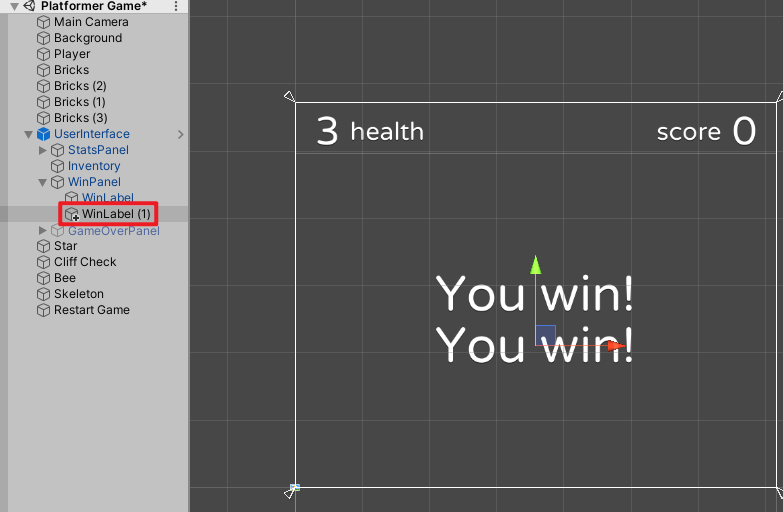 Platformer Game*
Main Camera
Background
Player
Bricks
Bricks (2)
Bricks (1)
Bricks (3)
UserInterface
StatsPanel
Inventory
WinPanel
WinLabel
WinLabel (1)
GameOverPanel
Star
Cliff Check
Bee
Skeleton
Restart Game
3 health score 0
You win!
You win!